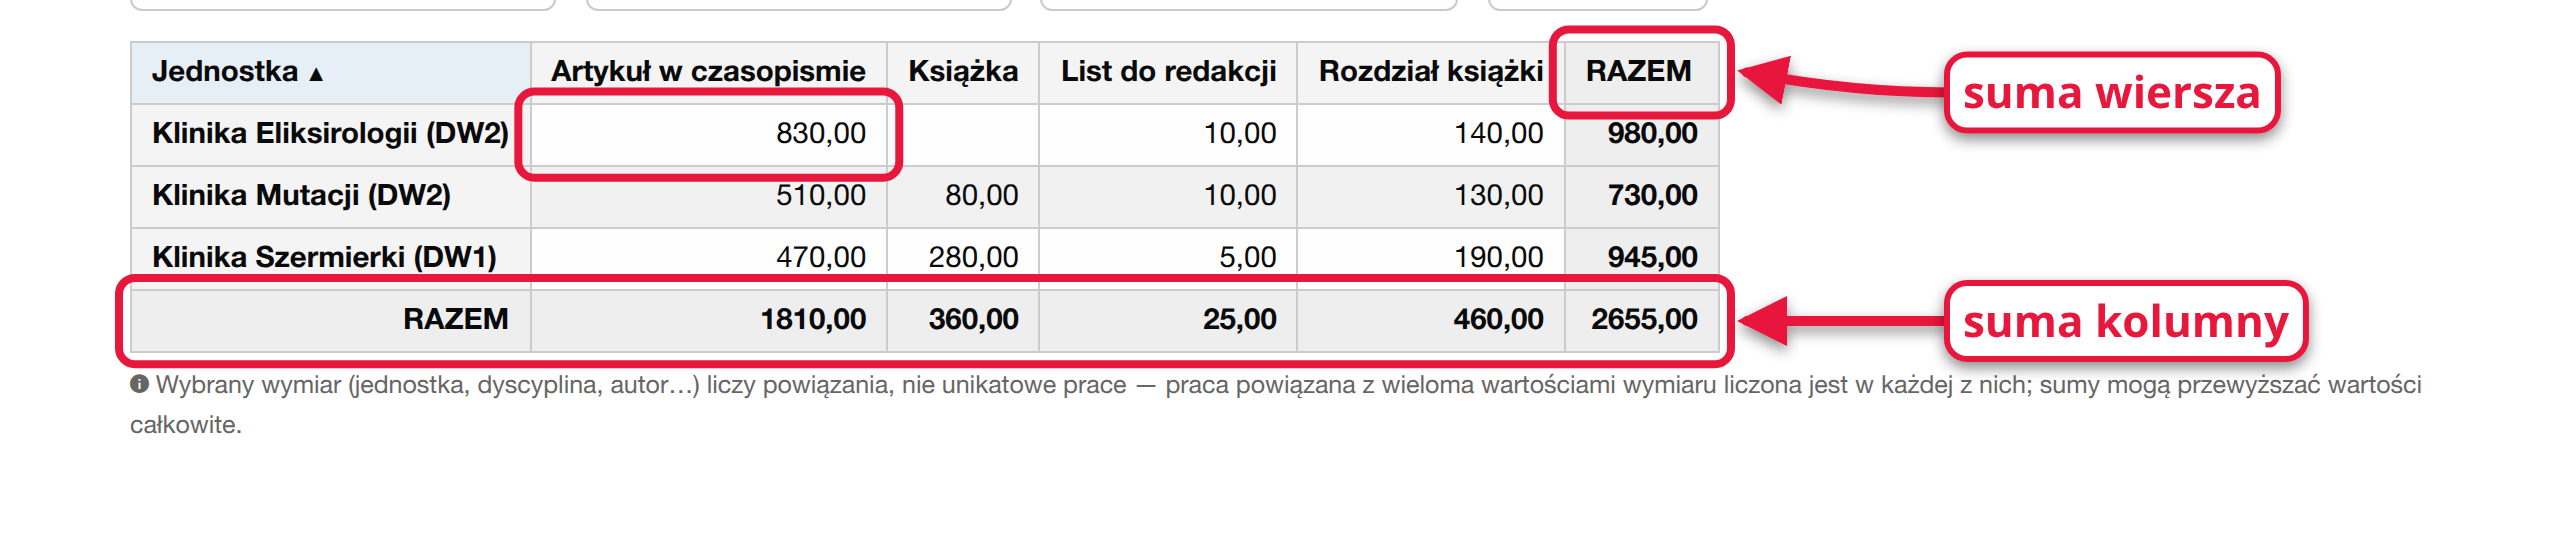 Jednostka ▲ Artykuł w czasopismie Książka List do redakcji Rozdział książki RAZEM
suma wiersza
Klinika Eliksirologii (DW2) 830,00 10,00 140,00 980,00
Klinika Mutacji (DW2) 510,00 80,00 10,00 130,00 730,00
Klinika Szermierki (DW1) 470,00 280,00 5,00 190,00 945,00
RAZEM 1810,00 360,00 25,00 460,00 2655,00
suma kolumny
Wybrany wymiar (jednostka, dyscyplina, autor…) liczy powiązania, nie unikatowe prace — praca powiązana z wieloma wartościami wymiaru liczona jest w każdej z nich; sumy mogą przewyższać wartości
całkowite.